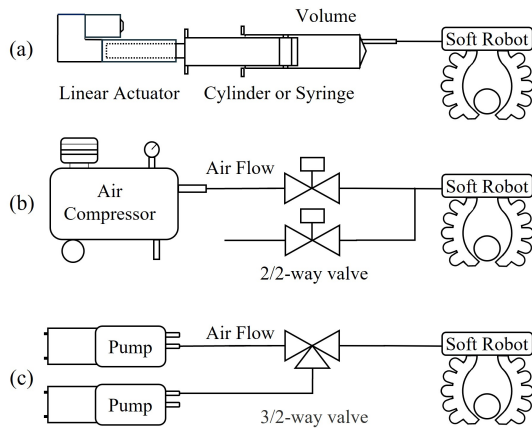 (a)
Volume
Soft Robot
Linear Actuator
Cylinder or Syringe
(b)
Air
Compressor
Air Flow
2/2-way valve
Soft Robot
(c)
Pump
Pump
Air Flow
3/2-way valve
Soft Robot